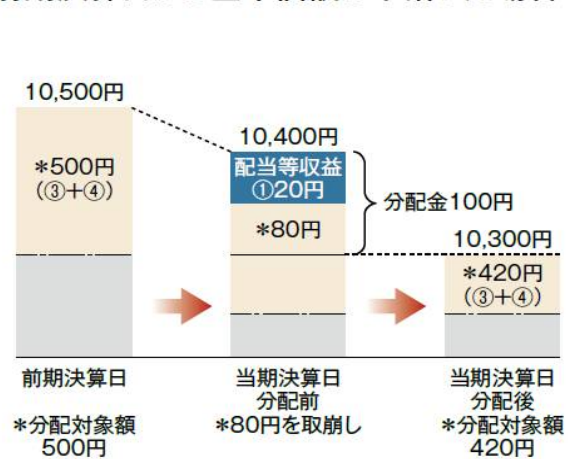 10,500円
*500円
(③+④)
10,400円
配当等収益
①20円
*80円
分配金100円
10,300円
*420円
(③+④)
前期決算日
*分配対象額
500円
当期決算日
分配前
*80円を取崩し
当期決算日
分配後
*分配対象額
420円